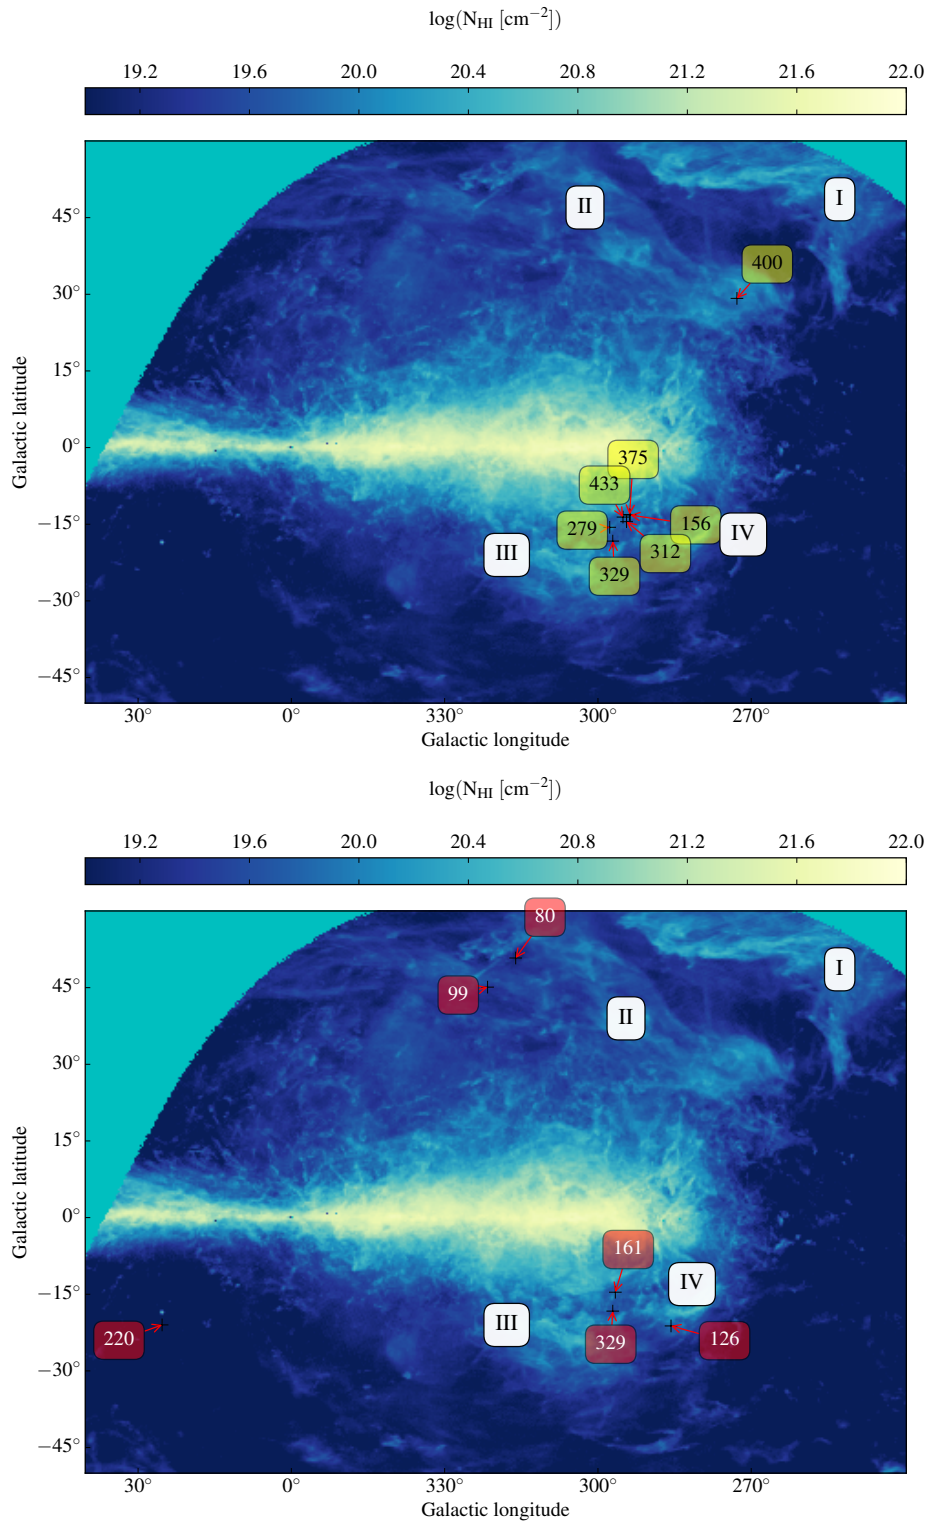 log(N_HI [cm⁻²])
19.2 19.6 20.0 20.4 20.8 21.2 21.6 22.0
I
II
400
45°
30°
15°
0°
−15°
−30°
−45°
Galactic latitude
375
433
279
156
312
329
III
IV
30° 0° 330° 300° 270°
Galactic longitude
log(N_HI [cm⁻²])
19.2 19.6 20.0 20.4 20.8 21.2 21.6 22.0
80
99
I
II
45°
30°
15°
0°
−15°
−30°
−45°
Galactic latitude
161
IV
III
220
329
126
30° 0° 330° 300° 270°
Galactic longitude